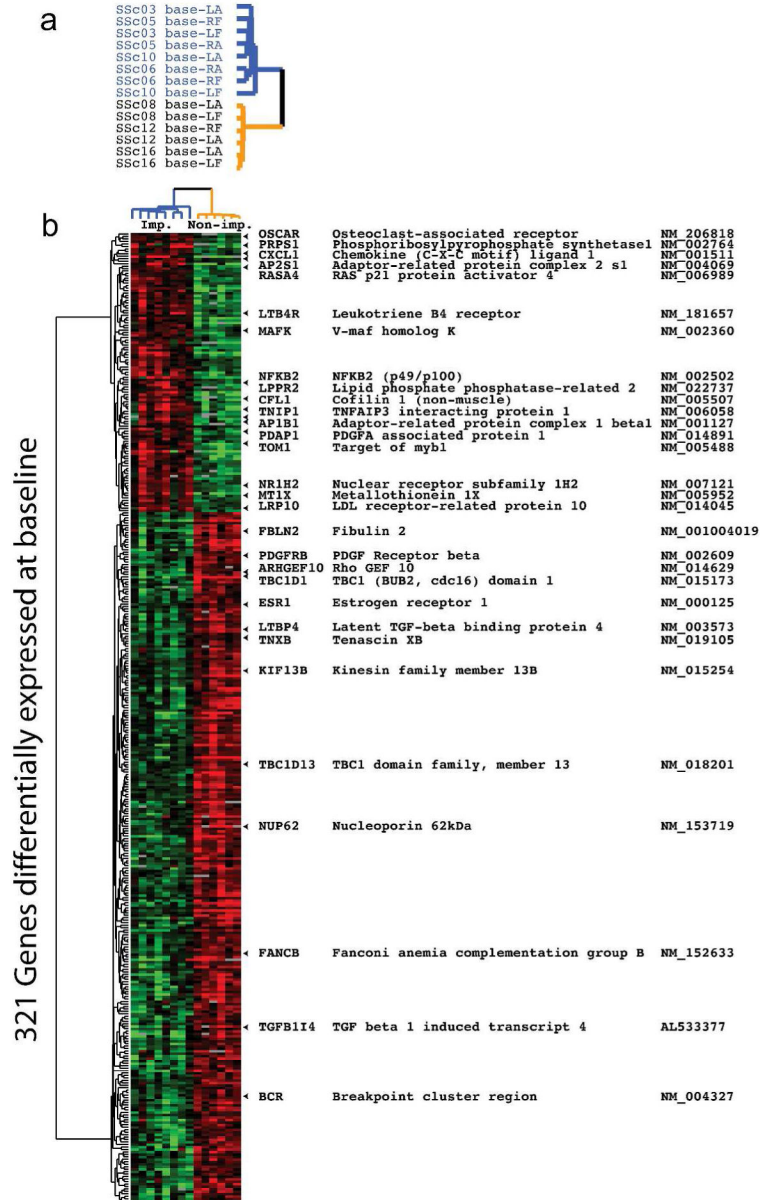 a
SSc03 base-LA
SSc05 base-RF
SSc03 base-LF
SSc05 base-RA
SSc10 base-LA
SSc06 base-RA
SSc06 base-RF
SSc10 base-LF
SSc08 base-LA
SSc08 base-LF
SSc12 base-RF
SSc12 base-LA
SSc16 base-LA
SSc16 base-LF
b
Imp. Non-imp.
321 Genes differentially expressed at baseline
OSCAR Osteoclast-associated receptor NM_206818
PRPS1 Phosphoribosylpyrophosphate synthetase1 NM_002764
CXCL1 Chemokine (C-X-C motif) ligand 1 NM_001511
AP2S1 Adaptor-related protein complex 2 s1 NM_004069
RASA4 RAS p21 protein activator 4 NM_006989
LTB4R Leukotriene B4 receptor NM_181657
MAFK V-maf homolog K NM_002360
NFKB2 NFKB2 (p49/p100) NM_002502
LPPR2 Lipid phosphate phosphatase-related 2 NM_022737
CFL1 Cofilin 1 (non-muscle) NM_005507
TNIP1 TNFAIP3 interacting protein 1 NM_006058
AP1B1 Adaptor-related protein complex 1 beta1 NM_001127
PDAP1 PDGFA associated protein 1 NM_014891
TOM1 Target of myb1 NM_005488
NR1H2 Nuclear receptor subfamily 1H2 NM_007121
MT1X Metallothionein 1X NM_005952
LRP10 LDL receptor-related protein 10 NM_014045
FBLN2 Fibulin 2 NM_001004019
PDGFRB PDGF Receptor beta NM_002609
ARHGEF10 Rho GEF 10 NM_014629
TBC1D1 TBC1 (BUB2, cdc16) domain 1 NM_015173
ESR1 Estrogen receptor 1 NM_000125
LTBP4 Latent TGF-beta binding protein 4 NM_003573
TNXB Tenascin XB NM_019105
KIF13B Kinesin family member 13B NM_015254
TBC1D13 TBC1 domain family, member 13 NM_018201
NUP62 Nucleoporin 62kDa NM_153719
FANCB Fanconi anemia complementation group B NM_152633
TGFB1I4 TGF beta 1 induced transcript 4 AL533377
BCR Breakpoint cluster region NM_004327